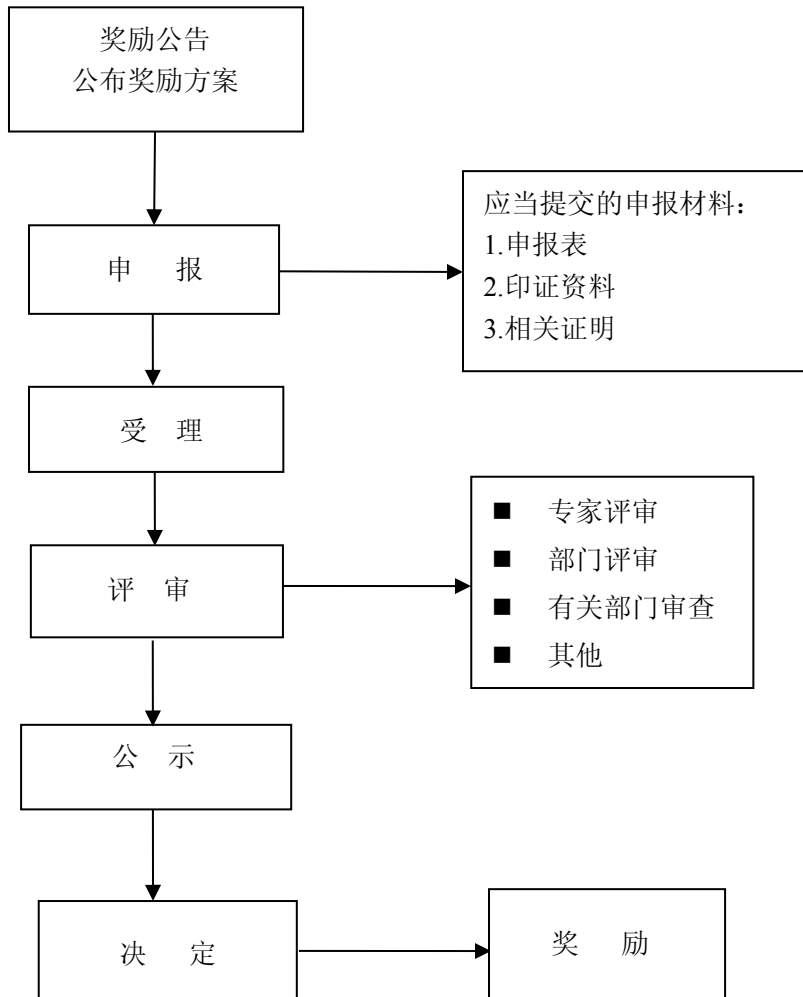 奖励公告
公布奖励方案
应当提交的申报材料：
1.申报表
2.印证资料
3.相关证明
申 报
受 理
■ 专家评审
■ 部门评审
■ 有关部门审查
■ 其他
评 审
公 示
决 定
奖 励